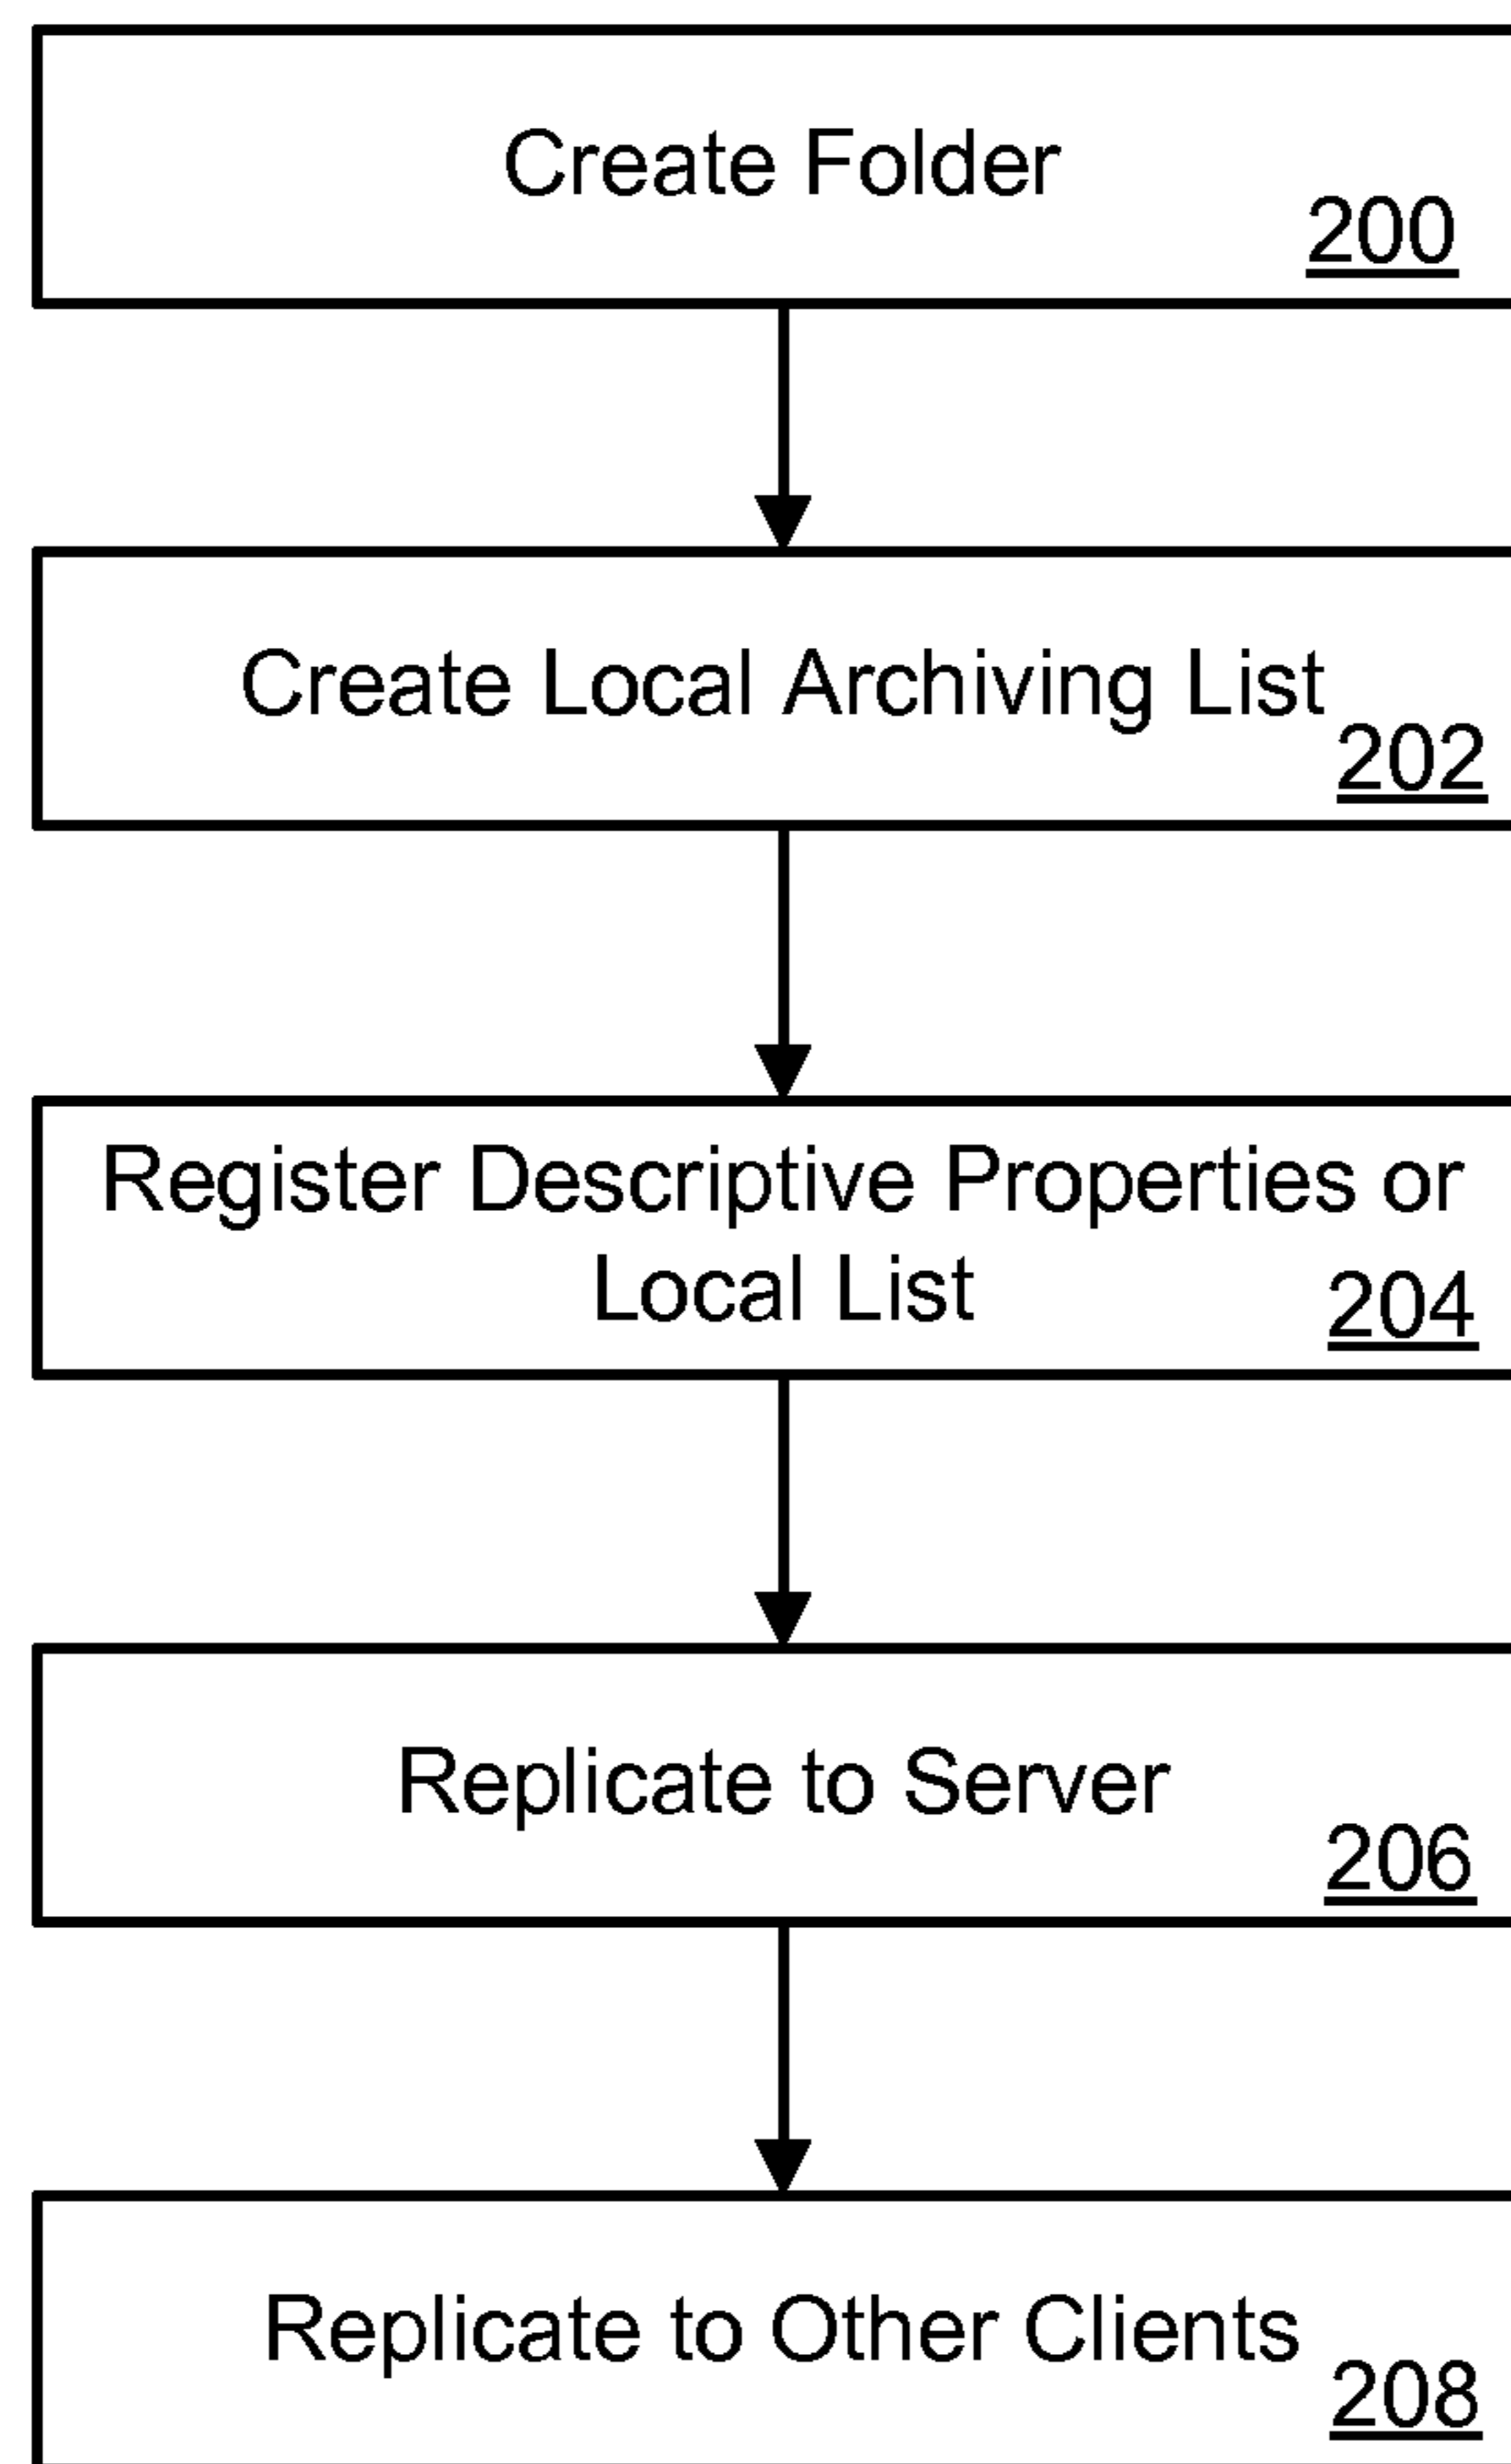 Create Folder
200
Create Local Archiving List
202
Register Descriptive Properties or
Local List
204
Replicate to Server
206
Replicate to Other Clients
208